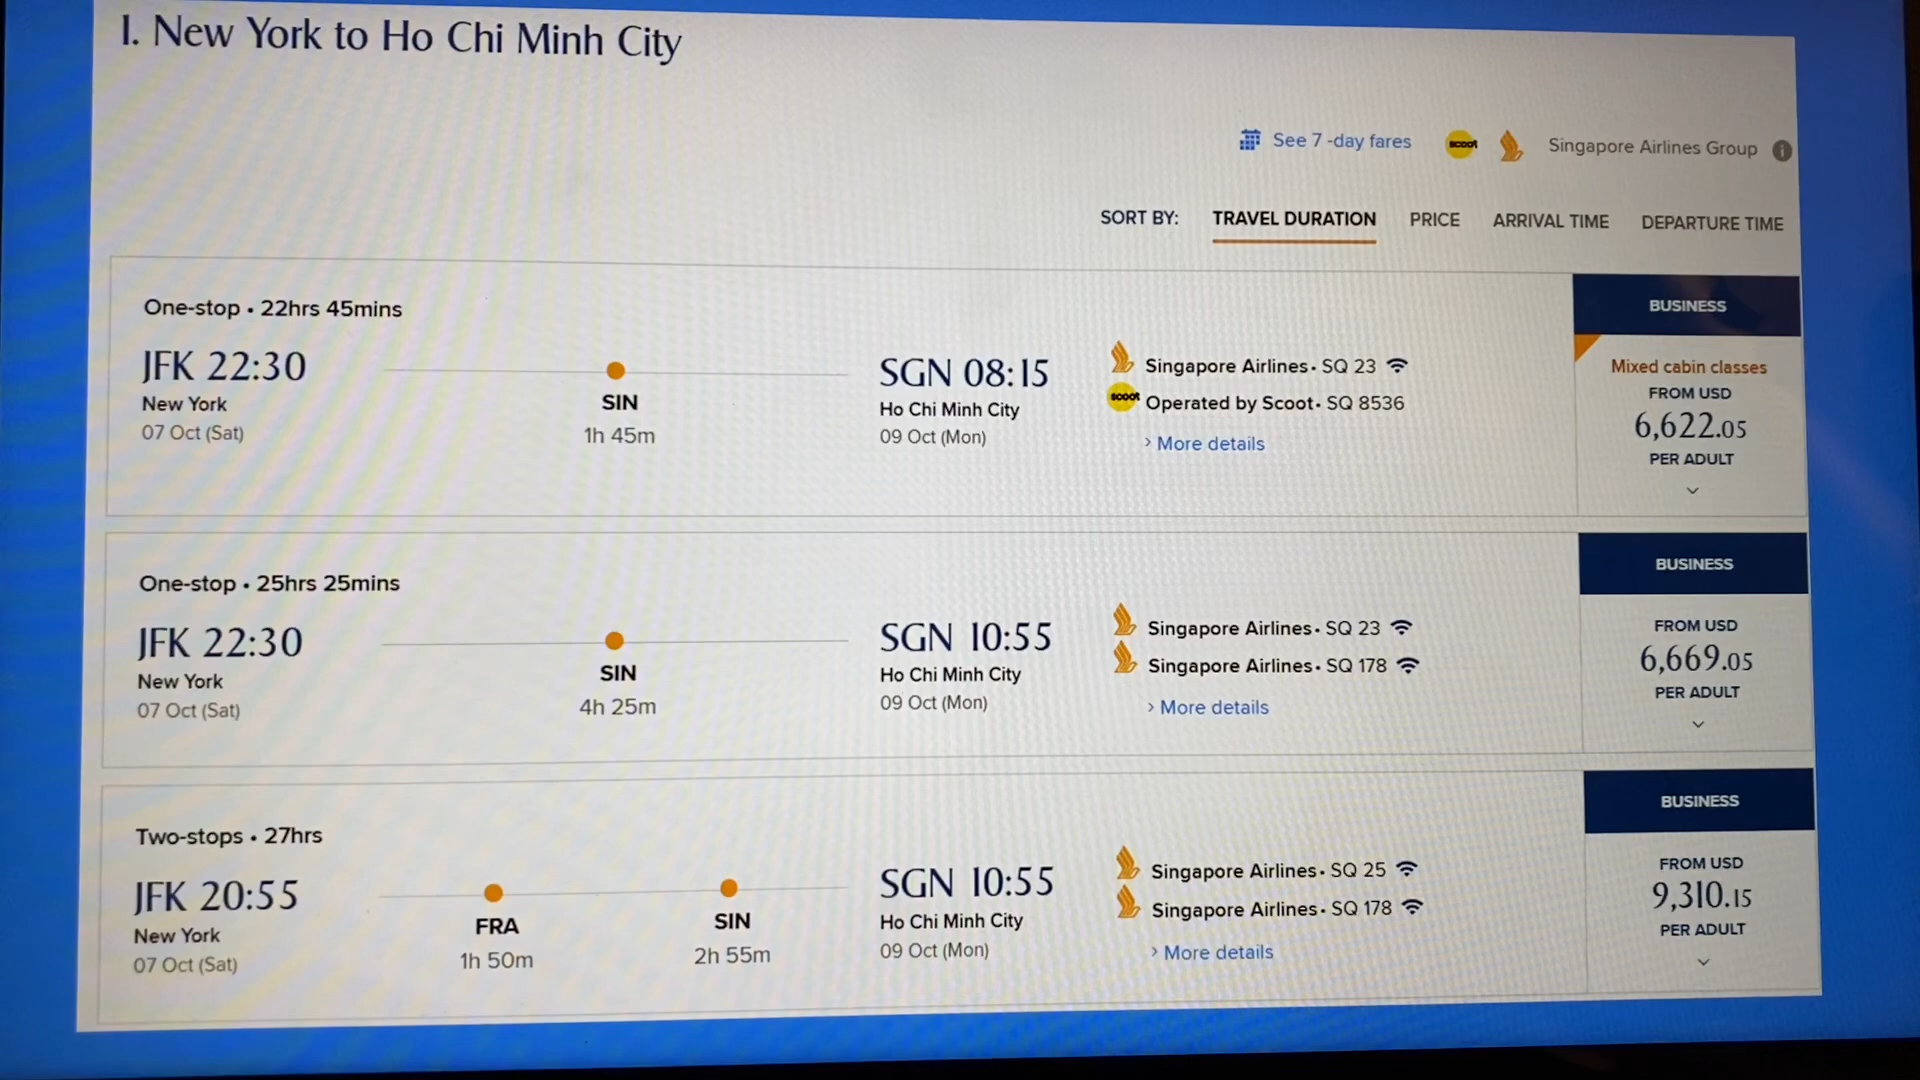 1. New York to Ho Chi Minh City
See 7 -day fares scoot Singapore Airlines Group i
SORT BY: TRAVEL DURATION PRICE ARRIVAL TIME DEPARTURE TIME
One-stop • 22hrs 45mins
JFK 22:30
New York
07 Oct (Sat)
SIN
1h 45m
SGN 08:15
Ho Chi Minh City
09 Oct (Mon)
Singapore Airlines • SQ 23
scoot Operated by Scoot • SQ 8536
> More details
BUSINESS
Mixed cabin classes
FROM USD
6,622.05
PER ADULT
One-stop • 25hrs 25mins
JFK 22:30
New York
07 Oct (Sat)
SIN
4h 25m
SGN 10:55
Ho Chi Minh City
09 Oct (Mon)
Singapore Airlines • SQ 23
Singapore Airlines • SQ 178
> More details
BUSINESS
FROM USD
6,669.05
PER ADULT
Two-stops • 27hrs
JFK 20:55
New York
07 Oct (Sat)
FRA
1h 50m
SIN
2h 55m
SGN 10:55
Ho Chi Minh City
09 Oct (Mon)
Singapore Airlines • SQ 25
Singapore Airlines • SQ 178
> More details
BUSINESS
FROM USD
9,310.15
PER ADULT